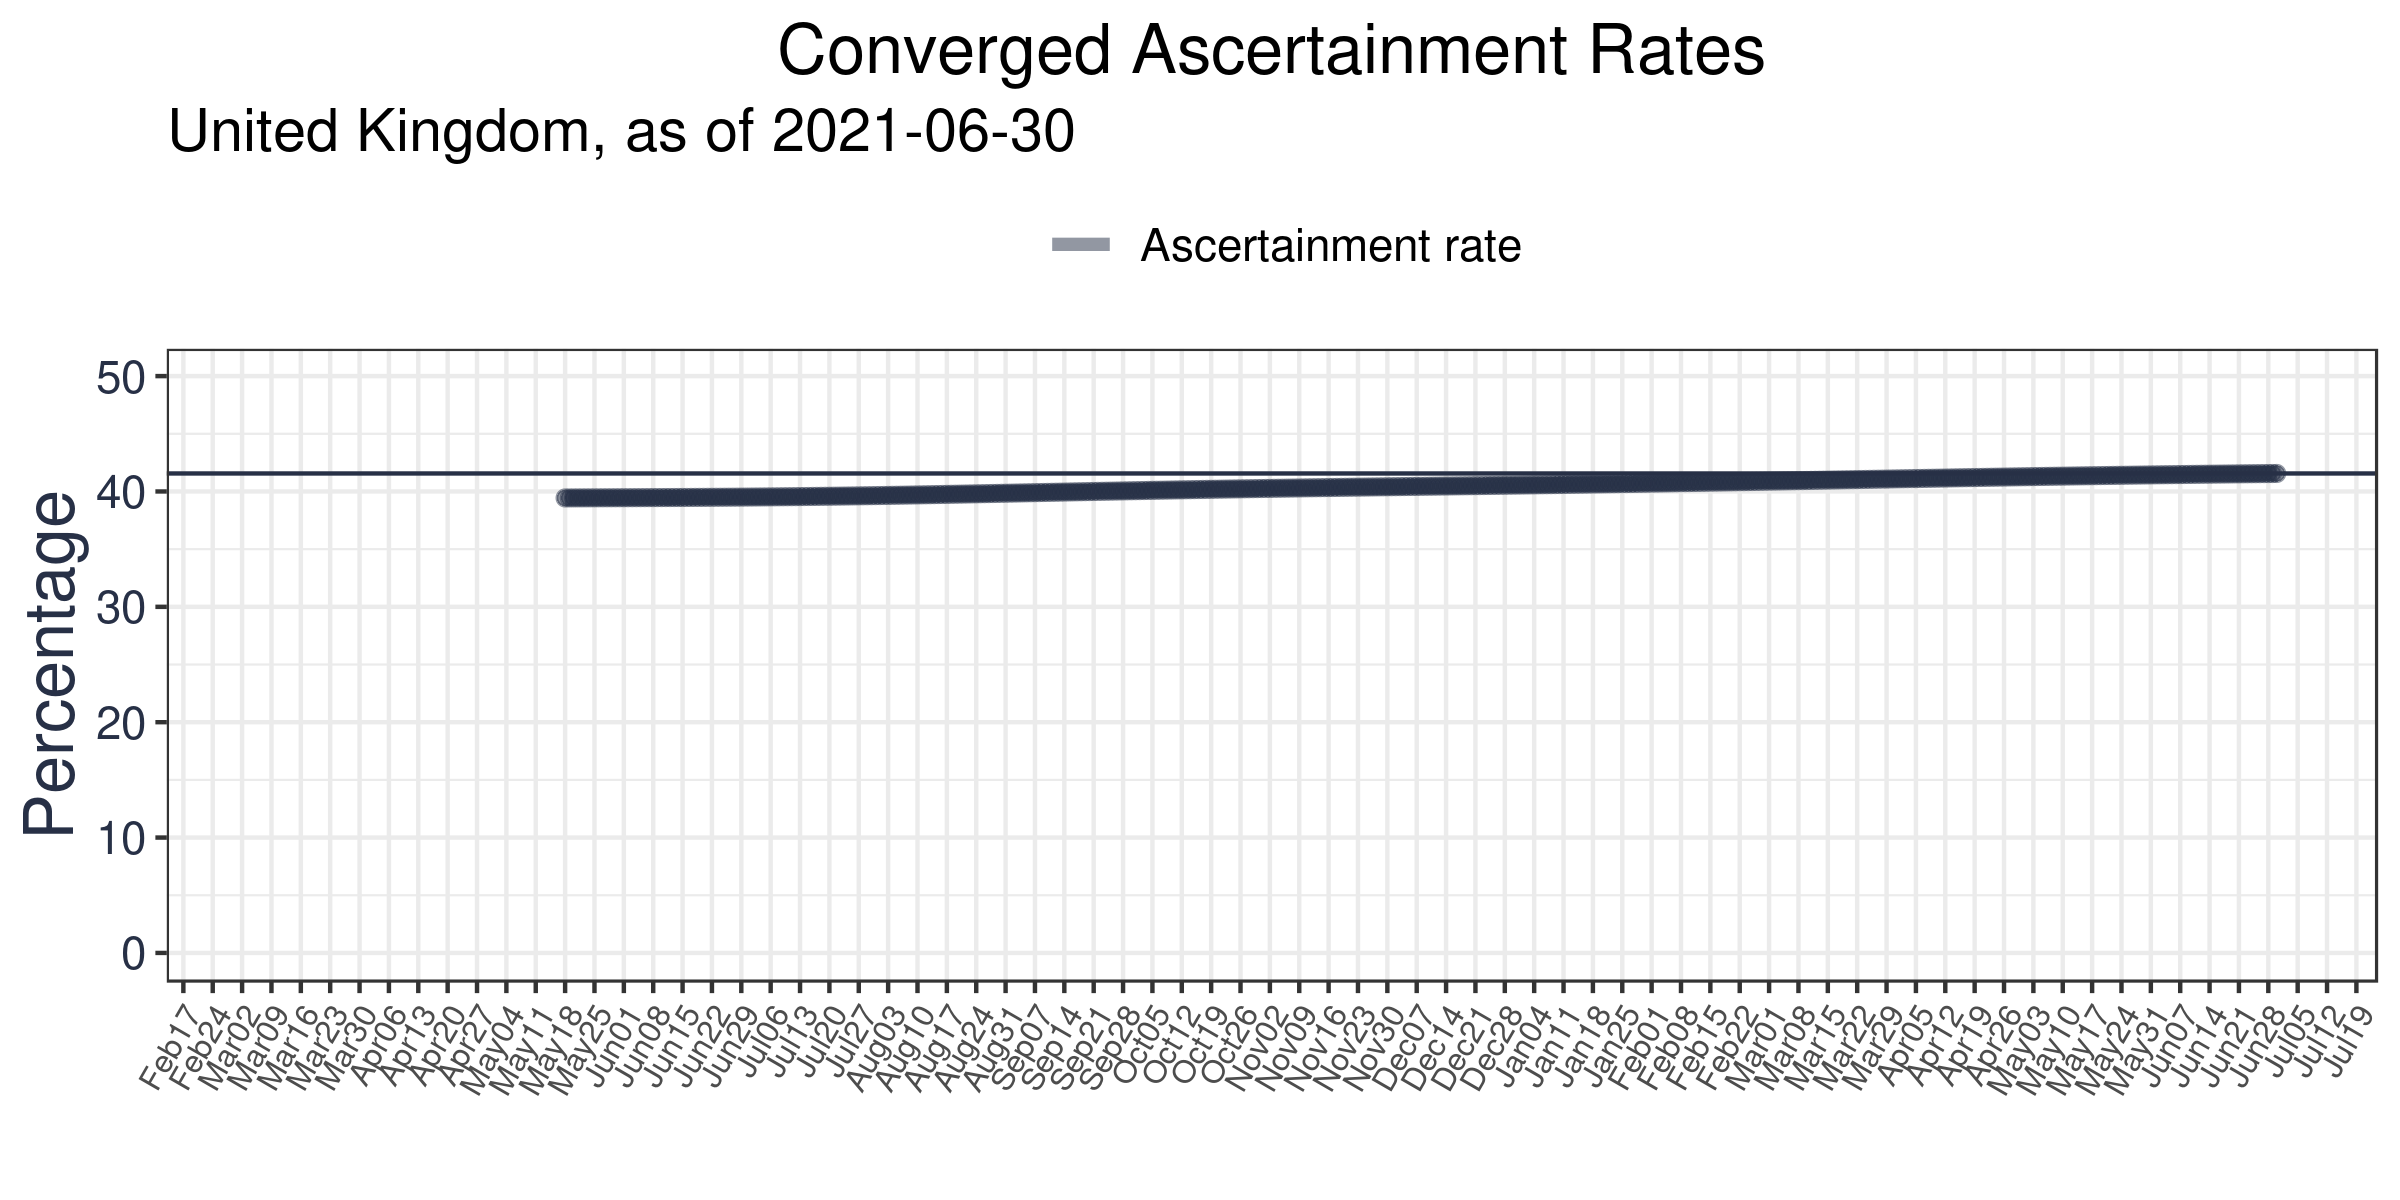 Converged Ascertainment Rates
United Kingdom, as of 2021-06-30
Ascertainment rate
Percentage
50
40
30
20
10
0
Feb17
Feb24
Mar02
Mar09
Mar16
Mar23
Mar30
Apr06
Apr13
Apr20
Apr27
May04
May11
May18
May25
Jun01
Jun08
Jun15
Jun22
Jun29
Jul06
Jul13
Jul20
Jul27
Aug03
Aug10
Aug17
Aug24
Aug31
Sep07
Sep14
Sep21
Sep28
Oct05
Oct12
Oct19
Oct26
Nov02
Nov09
Nov16
Nov23
Nov30
Dec07
Dec14
Dec21
Dec28
Jan04
Jan11
Jan18
Jan25
Feb01
Feb08
Feb15
Feb22
Mar01
Mar08
Mar15
Mar22
Mar29
Apr05
Apr12
Apr19
Apr26
May03
May10
May17
May24
May31
Jun07
Jun14
Jun21
Jun28
Jul05
Jul12
Jul19